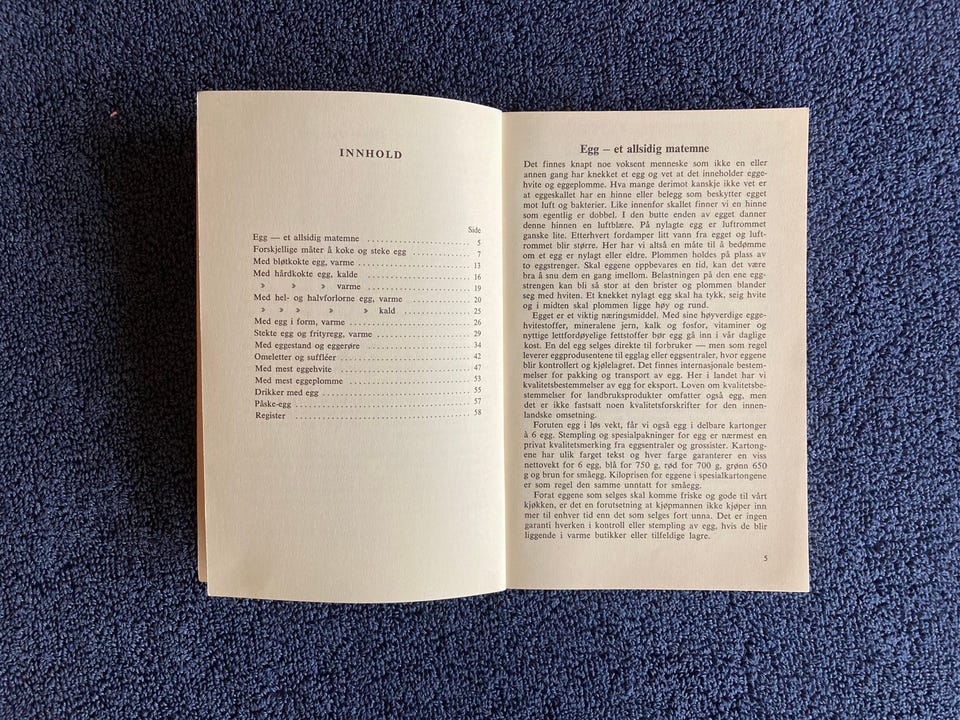 INNHOLD
Side
Egg — et allsidig matemne ........................ 5
Forskjellige måter å koke og steke egg ............ 7
Med bløtkokte egg, varme ........................ 13
Med hårdkokte egg, kalde ........................ 16
» » » varme ........................ 19
Med hel- og halvforlorne egg, varme ............ 20
» » » » » kald ............ 25
Med egg i form, varme ........................ 26
Stekte egg og frityregg, varme .................. 29
Med eggestand og eggerøre ..................... 34
Omeletter og suffléer ........................ 42
Med mest eggehvite ........................ 47
Med mest eggeplomme ........................ 53
Drikker med egg ........................ 55
Påske-egg ........................ 57
Register ........................ 58
Egg – et allsidig matemne
Det finnes knapt noe voksent menneske som ikke en eller
annen gang har knekket et egg og vet at det inneholder egge-
hvite og eggeplomme. Hva mange derimot kanskje ikke vet er
at eggeskallet har en hinne eller belegg som beskytter egget
mot luft og bakterier. Like innenfor skallet finner vi en hinne
som egentlig er dobbel. I den butte enden av egget danner
denne hinnen en luftblære. På nylagte egg er luftrommet
ganske lite. Etterhvert fordamper litt vann fra egget og luft-
rommet blir større. Her har vi altså en måte til å bedømme
om et egg er nylagt eller eldre. Plommen holdes på plass av
to eggstrenger. Skal eggene oppbevares en tid, kan det være
bra å snu dem en gang imellom. Belastningen på den ene egg-
strengen kan bli så stor at den brister og plommen blander
seg med hviten. Et knekket nylagt egg skal ha tykk, seig hvite
og i midten skal plommen ligge høy og rund.
Egget er et viktig næringsmiddel. Med sine høyverdige egge-
hvitestoffer, mineralene jern, kalk og fosfor, vitaminer og
nyttige lettfordøyelige fettstoffer bør egg gå inn i vår daglige
kost. En del egg selges direkte til forbruker — men som regel
leverer eggprodusentene til egglag eller eggsentraler, hvor eggene
blir kontrollert og kjølelagret. Det finnes internasjonale bestem-
melser for pakking og transport av egg. Her i landet har vi
kvalitetsbestemmelser av egg for eksport. Loven om kvalitetsbe-
stemmelser for landbruksprodukter omfatter også egg, men
det er ikke fastsatt noen kvalitetsforskrifter for den innen-
landske omsetning.
Foruten egg i løs vekt, får vi også egg i delbare kartonger
à 6 egg. Stempling og spesialpakninger for egg er nærmest en
privat kvalitetsmerking fra eggsentraler og grossister. Kartong-
ene har ulik farget tekst og hver farge garanterer en viss
nettovekt for 6 egg, blå for 750 g, rød for 700 g, grønn 650
g og brun for småegg. Kiloprisen for eggene i spesialkartongene
er som regel den samme unntatt for småegg.
Forat eggene som selges skal komme friske og gode til vårt
kjøkken, er det en forutsetning at kjøpmannen ikke kjøper inn
mer til enhver tid enn det som selges fort unna. Det er ingen
garanti hverken i kontroll eller stempling av egg, hvis de blir
liggende i varme butikker eller tilfeldige lagre.
5